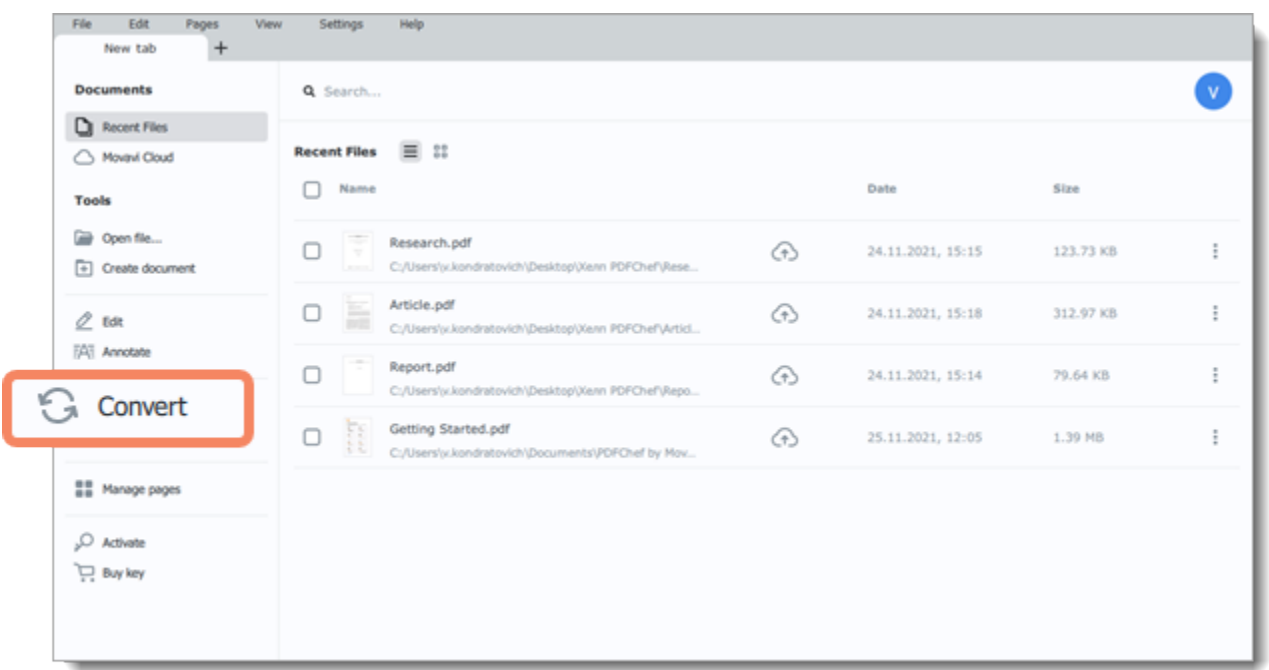 File Edit Pages View Settings Help
New tab +
Documents
Recent Files
Movavi Cloud
Tools
Open file...
Create document
Edit
Annotate
Convert
Manage pages
Activate
Buy key
Search...
V
Recent Files
Name Date Size
Research.pdf
C:/Users\v.kondratovich\Desktop\Xenn PDFChef\Rese...
24.11.2021, 15:15 123.73 KB
Article.pdf
C:/Users\v.kondratovich\Desktop\Xenn PDFChef\Articl...
24.11.2021, 15:18 312.97 KB
Report.pdf
C:/Users\v.kondratovich\Desktop\Xenn PDFChef\Repo...
24.11.2021, 15:14 79.64 KB
Getting Started.pdf
C:/Users\v.kondratovich\Documents\PDFChef by Mov...
25.11.2021, 12:05 1.39 MB